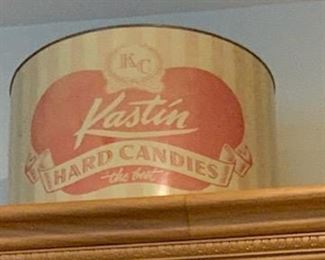 KC
Kastin
HARD CANDIES
the best